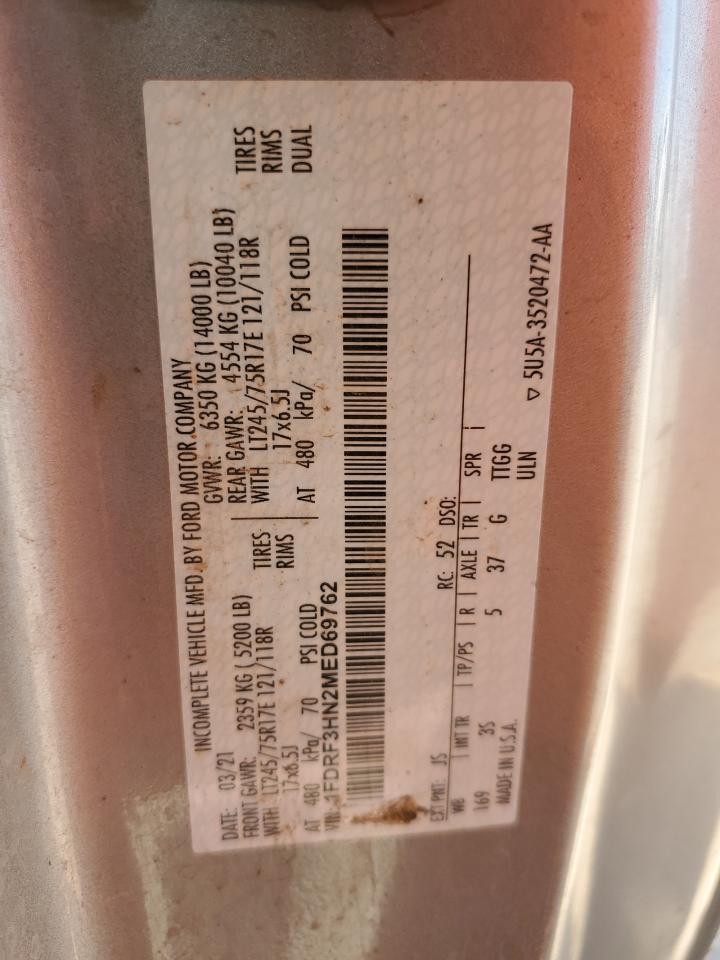 INCOMPLETE VEHICLE MFD. BY FORD MOTOR COMPANY
DATE: 03/21 GVWR: 6350 KG (14000 LB)
FRONT GAWR: 2359 KG ( 5200 LB) REAR GAWR: 4554 KG (10040 LB)
WITH LT245/75R17E 121/118R TIRES WITH LT245/75R17E 121/118R TIRES
17x6.5J RIMS 17x6.5J RIMS
AT 480 kPa/ 70 PSI COLD AT 480 kPa/ 70 PSI COLD DUAL
VIN: 1FDRF3HN2MED69762
EXT PNT: JS RC: 52 DSO:
WB INT TR TP/PS R AXLE TR SPR
169 3S 5 37 G TTGG
MADE IN U.S.A. ULN
▽ 5U5A-3520472-AA